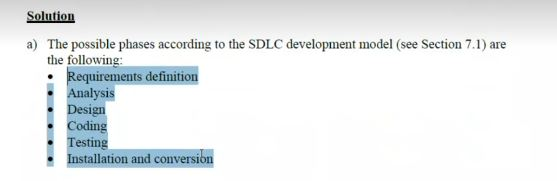 Solution
a) The possible phases according to the SDLC development model (see Section 7.1) are
the following:
• Requirements definition
• Analysis
• Design
• Coding
• Testing
• Installation and conversion